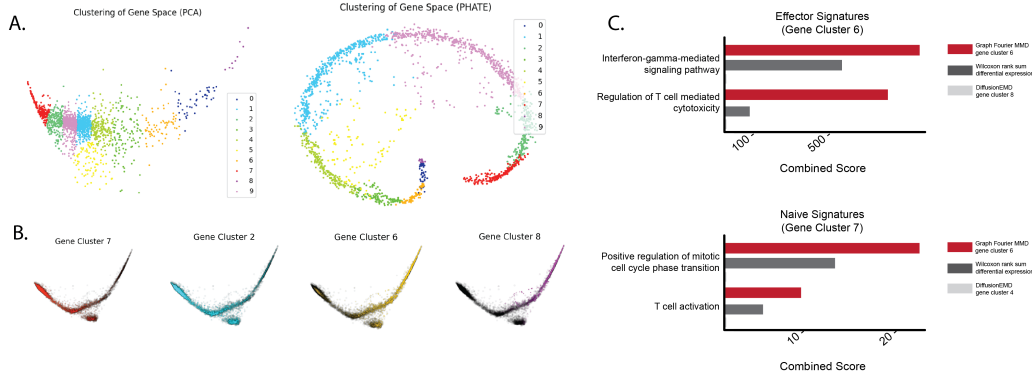 A.
Clustering of Gene Space (PCA)
0
1
2
3
4
5
6
7
8
9
Clustering of Gene Space (PHATE)
0
1
2
3
4
5
6
7
8
9
B.
Gene Cluster 7
Gene Cluster 2
Gene Cluster 6
Gene Cluster 8
C.
Effector Signatures
(Gene Cluster 6)
Interferon-gamma-mediated
signaling pathway
Regulation of T cell mediated
cytotoxicity
100 -
500 -
Combined Score
Graph Fourier MMD
gene cluster 6
Wilcoxon rank sum
differential expression
DiffusionEMD
gene cluster 8
Naive Signatures
(Gene Cluster 7)
Positive regulation of mitotic
cell cycle phase transition
T cell activation
10 -
20 -
Combined Score
Graph Fourier MMD
gene cluster 6
Wilcoxon rank sum
differential expression
DiffusionEMD
gene cluster 4